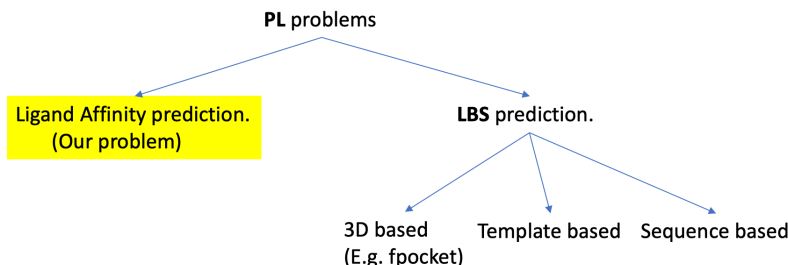 PL problems
Ligand Affinity prediction.
(Our problem)
LBS prediction.
3D based
(E.g. fpocket)
Template based
Sequence based